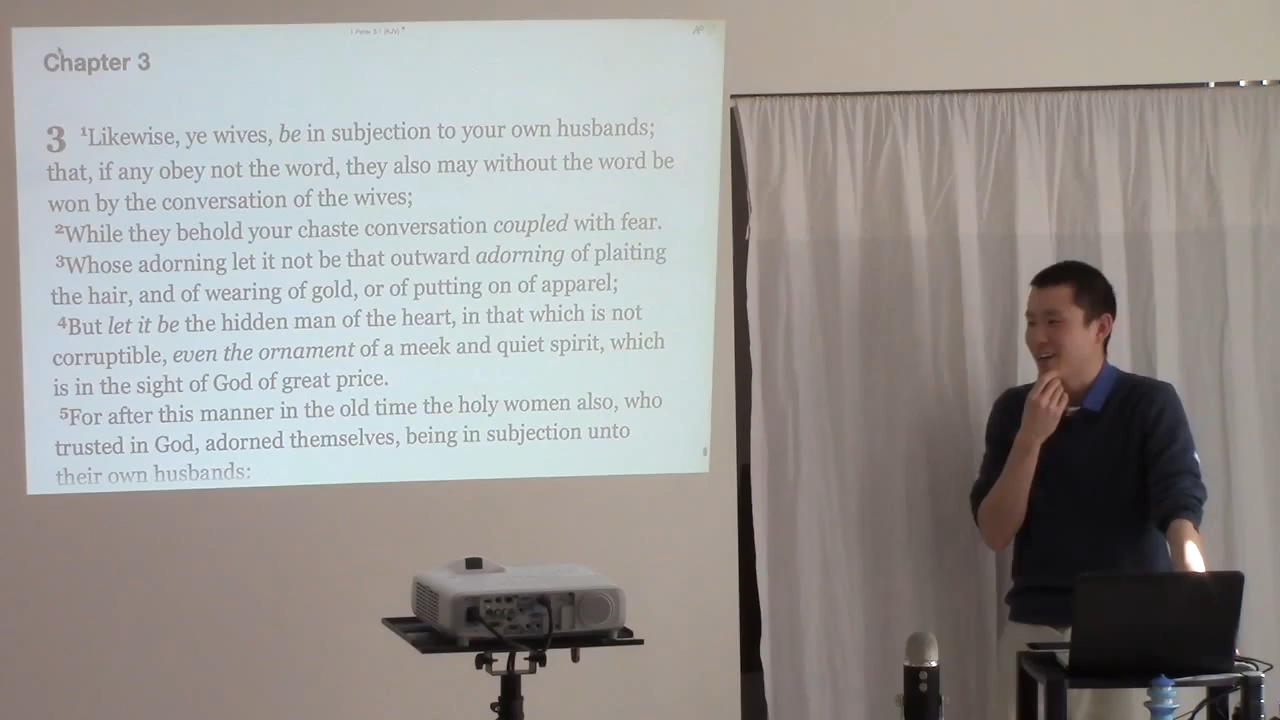 1 Peter 3:1 (KJV)
Chapter 3
3 1Likewise, ye wives, be in subjection to your own husbands;
that, if any obey not the word, they also may without the word be
won by the conversation of the wives;
2While they behold your chaste conversation coupled with fear.
3Whose adorning let it not be that outward adorning of plaiting
the hair, and of wearing of gold, or of putting on of apparel;
4But let it be the hidden man of the heart, in that which is not
corruptible, even the ornament of a meek and quiet spirit, which
is in the sight of God of great price.
5For after this manner in the old time the holy women also, who
trusted in God, adorned themselves, being in subjection unto
their own husbands: